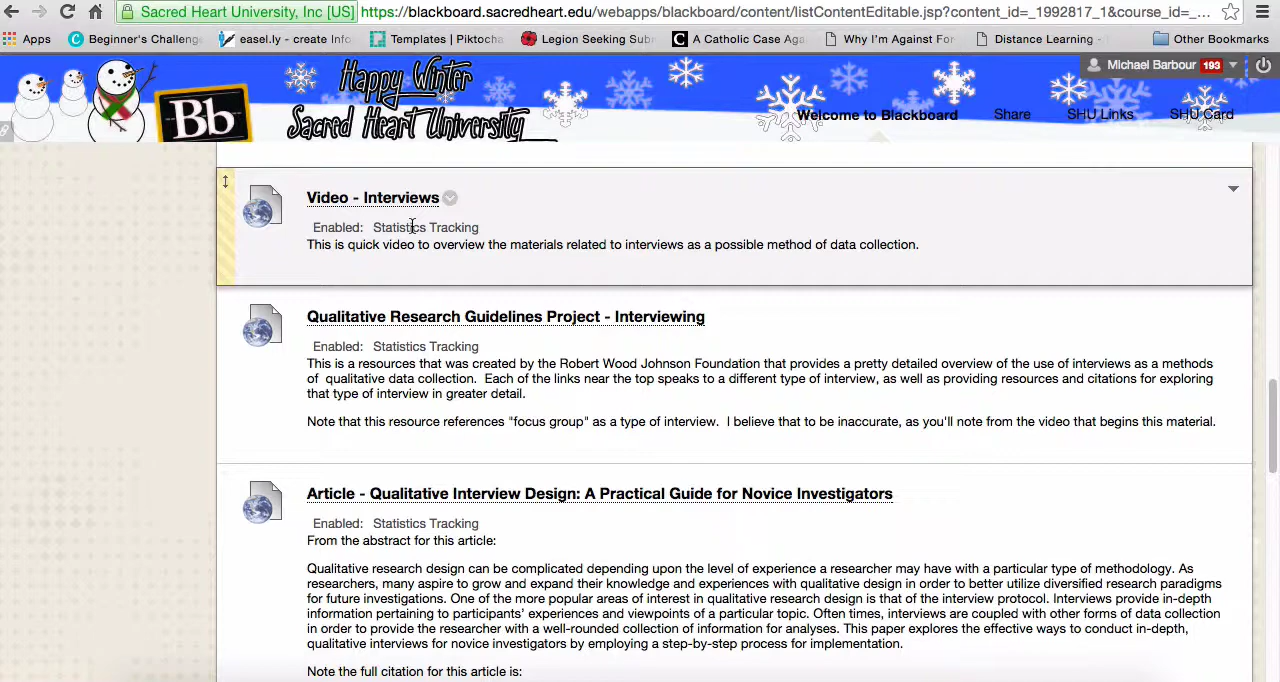 Sacred Heart University, Inc [US] https://blackboard.sacredheart.edu/webapps/blackboard/content/listContentEditable.jsp?content_id=_1992817_1&course_id=_...
Apps Beginner's Challeng easel.ly - create Info Templates | Piktocha Legion Seeking Sub A Catholic Case Aga Why I'm Against For Distance Learning - Other Bookmarks
Happy Winter
Sacred Heart University
Bb
Michael Barbour 193
Welcome to Blackboard Share SHU Links SHU Card
Video - Interviews
Enabled: Statistics Tracking
This is quick video to overview the materials related to interviews as a possible method of data collection.
Qualitative Research Guidelines Project - Interviewing
Enabled: Statistics Tracking
This is a resources that was created by the Robert Wood Johnson Foundation that provides a pretty detailed overview of the use of interviews as a methods
of qualitative data collection. Each of the links near the top speaks to a different type of interview, as well as providing resources and citations for exploring
that type of interview in greater detail.
Note that this resource references "focus group" as a type of interview. I believe that to be inaccurate, as you'll note from the video that begins this material.
Article - Qualitative Interview Design: A Practical Guide for Novice Investigators
Enabled: Statistics Tracking
From the abstract for this article:
Qualitative research design can be complicated depending upon the level of experience a researcher may have with a particular type of methodology. As
researchers, many aspire to grow and expand their knowledge and experiences with qualitative design in order to better utilize diversified research paradigms
for future investigations. One of the more popular areas of interest in qualitative research design is that of the interview protocol. Interviews provide in-depth
information pertaining to participants' experiences and viewpoints of a particular topic. Often times, interviews are coupled with other forms of data collection
in order to provide the researcher with a well-rounded collection of information for analyses. This paper explores the effective ways to conduct in-depth,
qualitative interviews for novice investigators by employing a step-by-step process for implementation.
Note the full citation for this article is: